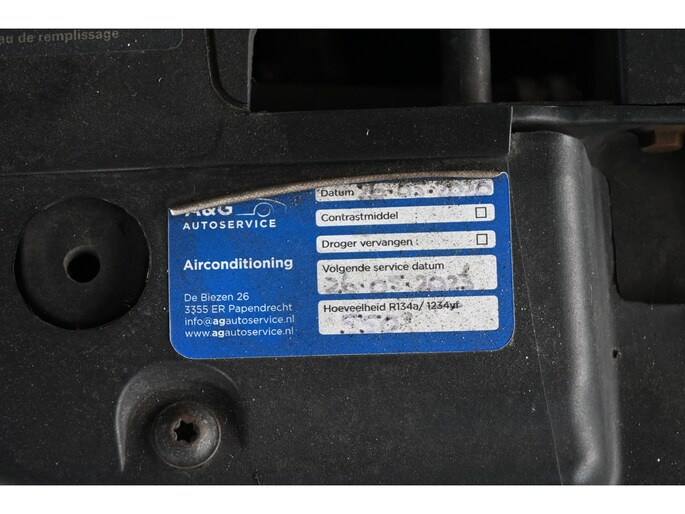 au de remplissage
A&G
AUTOSERVICE
Airconditioning
De Biezen 26
3355 ER Papendrecht
info@agautoservice.nl
www.agautoservice.nl
Datum
Contrastmiddel
Droger vervangen :
Volgende service datum
Hoeveelheid R134a/ 1234yf